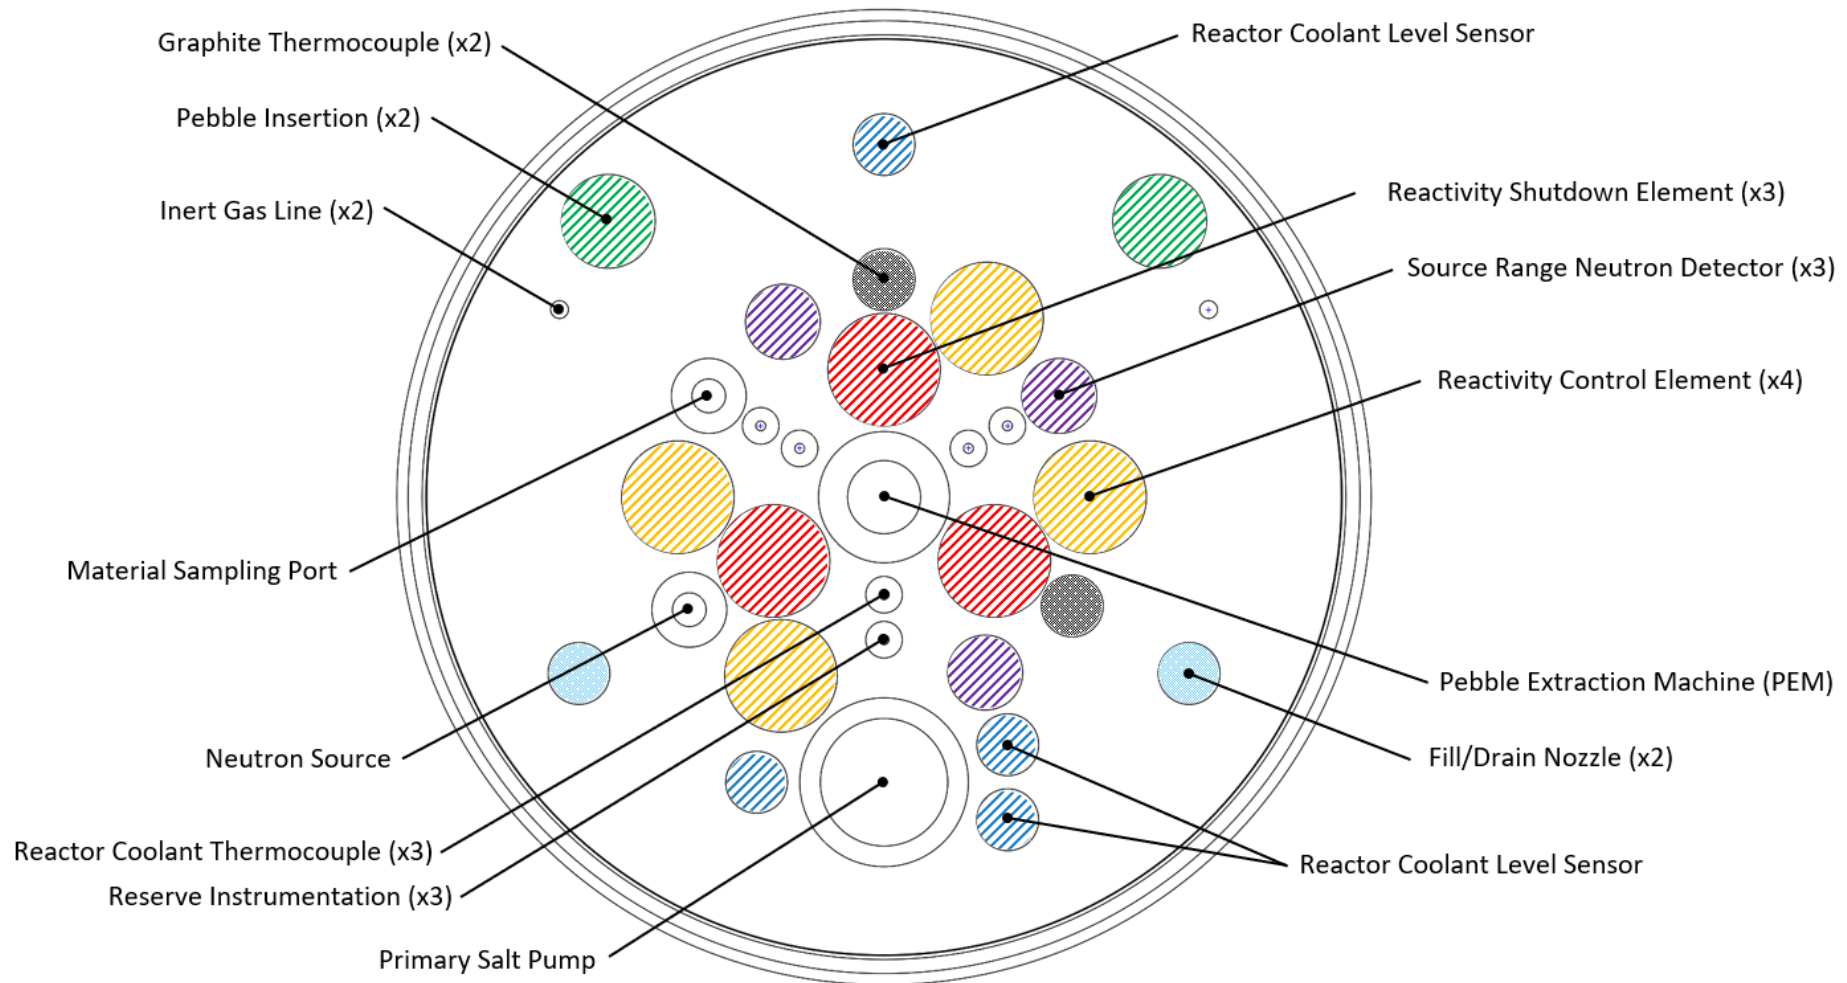 Graphite Thermocouple (x2)
Pebble Insertion (x2)
Inert Gas Line (x2)
Material Sampling Port
Neutron Source
Reactor Coolant Thermocouple (x3)
Reserve Instrumentation (x3)
Primary Salt Pump
Reactor Coolant Level Sensor
Reactivity Shutdown Element (x3)
Source Range Neutron Detector (x3)
Reactivity Control Element (x4)
Pebble Extraction Machine (PEM)
Fill/Drain Nozzle (x2)
Reactor Coolant Level Sensor